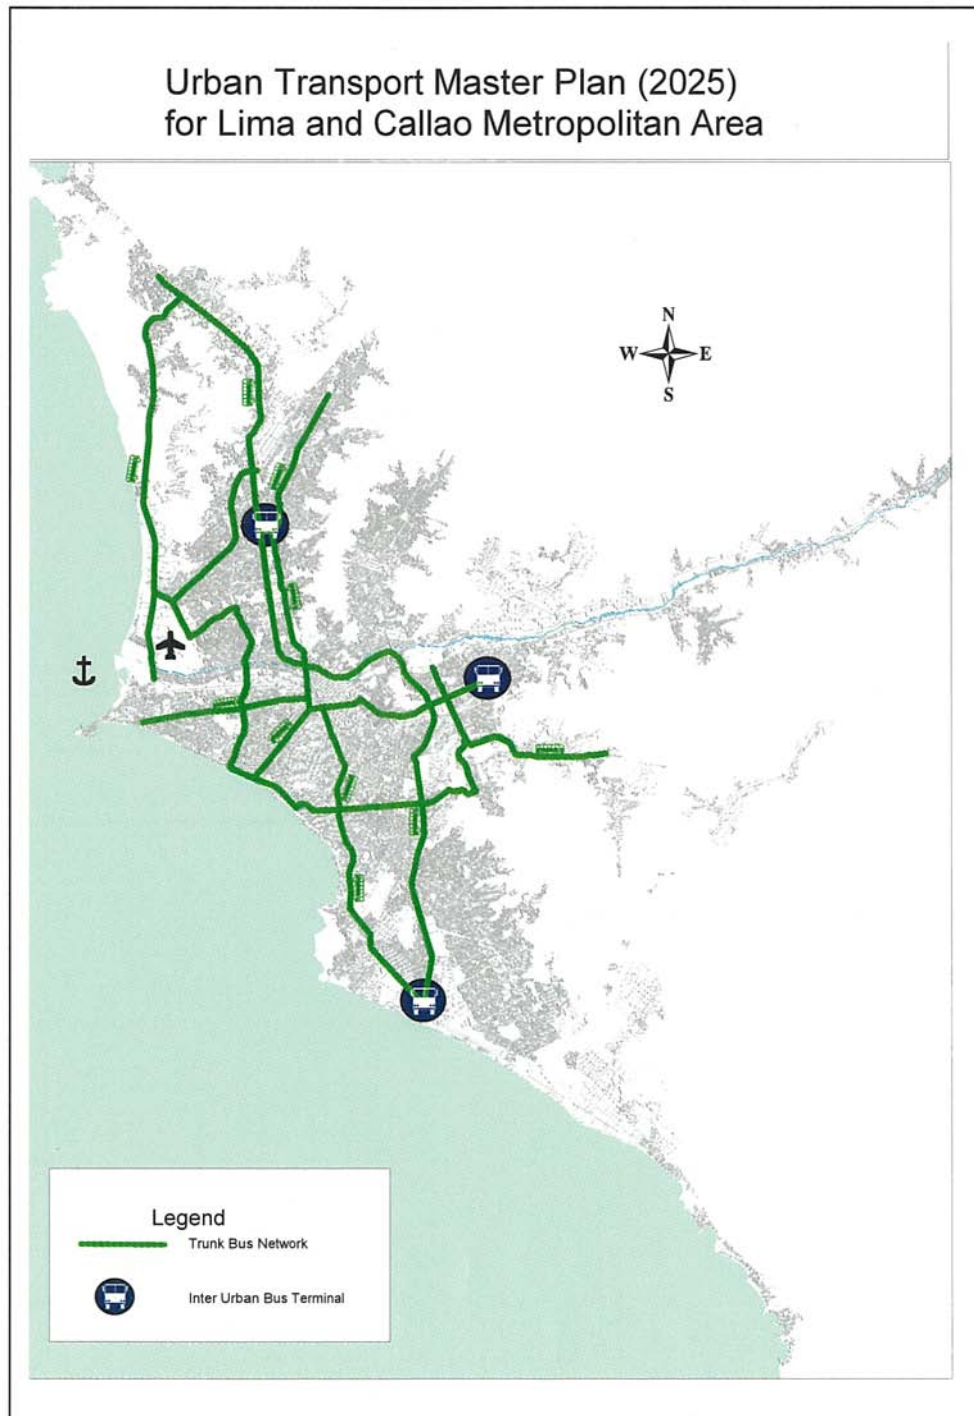 Urban Transport Master Plan (2025)
for Lima and Callao Metropolitan Area
N
W E
S
Legend
Trunk Bus Network
Inter Urban Bus Terminal